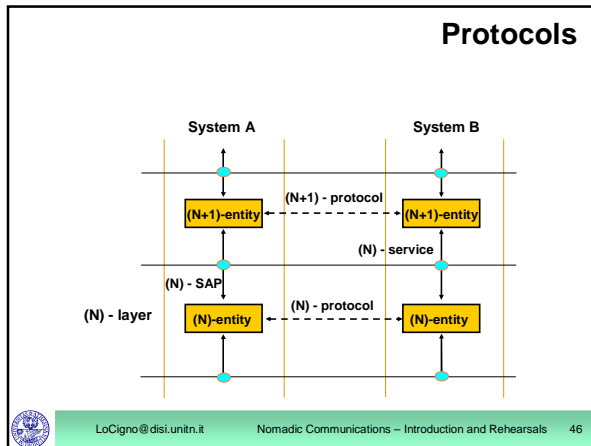 Protocols
System A
System B
(N+1) - protocol
(N+1)-entity
(N+1)-entity
(N) - service
(N) - SAP
(N) - layer
(N) - protocol
(N)-entity
(N)-entity
LoCigno@disi.unitn.it Nomadic Communications – Introduction and Rehearsals 46